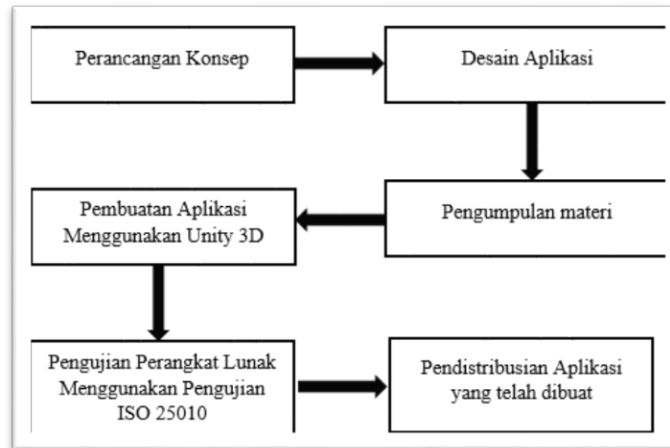 Perancangan Konsep
Desain Aplikasi
Pengumpulan materi
Pembuatan Aplikasi
Menggunakan Unity 3D
Pengujian Perangkat Lunak
Menggunakan Pengujian
ISO 25010
Pendistribusian Aplikasi
yang telah dibuat